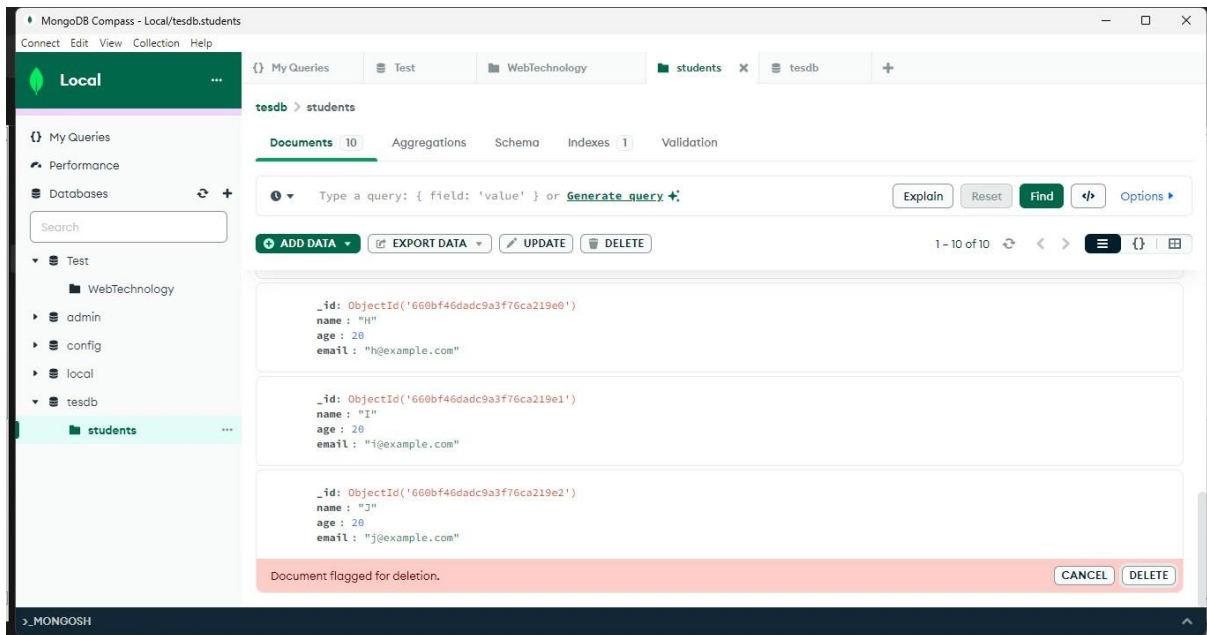 MongoDB Compass - Local/tesdb.students
Connect Edit View Collection Help
Local
{} My Queries
Performance
Databases
Search
Test
WebTechnology
admin
config
local
tesdb
students
{} My Queries
Test
WebTechnology
students
tesdb
tesdb > students
Documents 10
Aggregations
Schema
Indexes 1
Validation
Type a query: { field: 'value' } or Generate query
Explain
Reset
Find
</>
Options
ADD DATA
EXPORT DATA
UPDATE
DELETE
1 – 10 of 10
{}
_id: ObjectId('660bf46dadc9a3f76ca219e0')
name : "H"
age : 20
email : "h@example.com"
_id: ObjectId('660bf46dadc9a3f76ca219e1')
name : "I"
age : 20
email : "i@example.com"
_id: ObjectId('660bf46dadc9a3f76ca219e2')
name : "J"
age : 20
email : "j@example.com"
Document flagged for deletion.
CANCEL
DELETE
>_MONGOSH